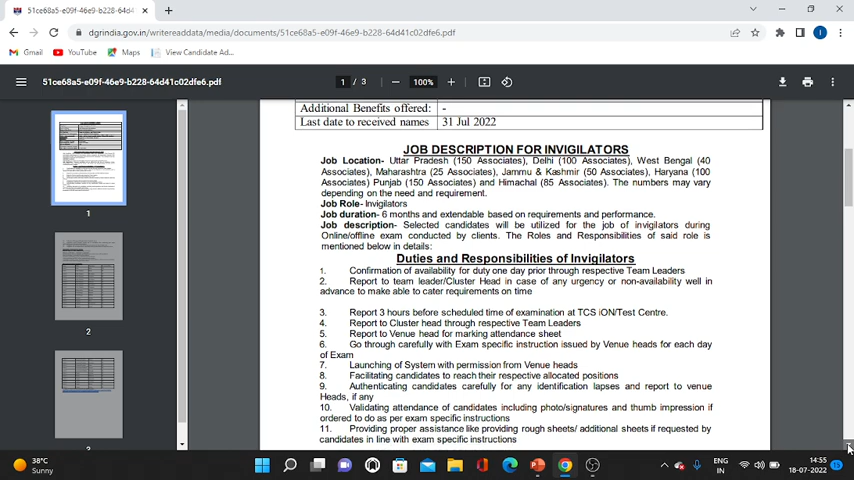 51ce68a5-e09f-46e9-b228-64d41
dgrindia.gov.in/writereaddata/media/documents/51ce68a5-e09f-46e9-b228-64d41c02dfe6.pdf
Gmail YouTube Maps View Candidate Ad...
51ce68a5-e09f-46e9-b228-64d41c02dfe6.pdf 1 / 3 − 100% +
Additional Benefits offered: -
Last date to received names 31 Jul 2022
JOB DESCRIPTION FOR INVIGILATORS
Job Location- Uttar Pradesh (150 Associates), Delhi (100 Associates), West Bengal (40
Associates), Maharashtra (25 Associates), Jammu & Kashmir (50 Associates), Haryana (100
Associates) Punjab (150 Associates) and Himachal (85 Associates). The numbers may vary
depending on the need and requirement.
Job Role- Invigilators
Job duration- 6 months and extendable based on requirements and performance.
Job description- Selected candidates will be utilized for the job of invigilators during
Online/offline exam conducted by clients. The Roles and Responsibilities of said role is
mentioned below in details:
Duties and Responsibilities of Invigilators
1. Confirmation of availability for duty one day prior through respective Team Leaders
2. Report to team leader/Cluster Head in case of any urgency or non-availability well in
advance to make able to cater requirements on time
3. Report 3 hours before scheduled time of examination at TCS iON/Test Centre.
4. Report to Cluster head through respective Team Leaders
5. Report to Venue head for marking attendance sheet
6. Go through carefully with Exam specific instruction issued by Venue heads for each day
of Exam
7. Launching of System with permission from Venue heads
8. Facilitating candidates to reach their respective allocated positions
9. Authenticating candidates carefully for any identification lapses and report to venue
Heads, if any
10. Validating attendance of candidates including photo/signatures and thumb impression if
ordered to do as per exam specific instructions
11. Providing proper assistance like providing rough sheets/ additional sheets if requested by
candidates in line with exam specific instructions
1
2
3
38°C
Sunny
ENG
IN
14:55
18-07-2022
15